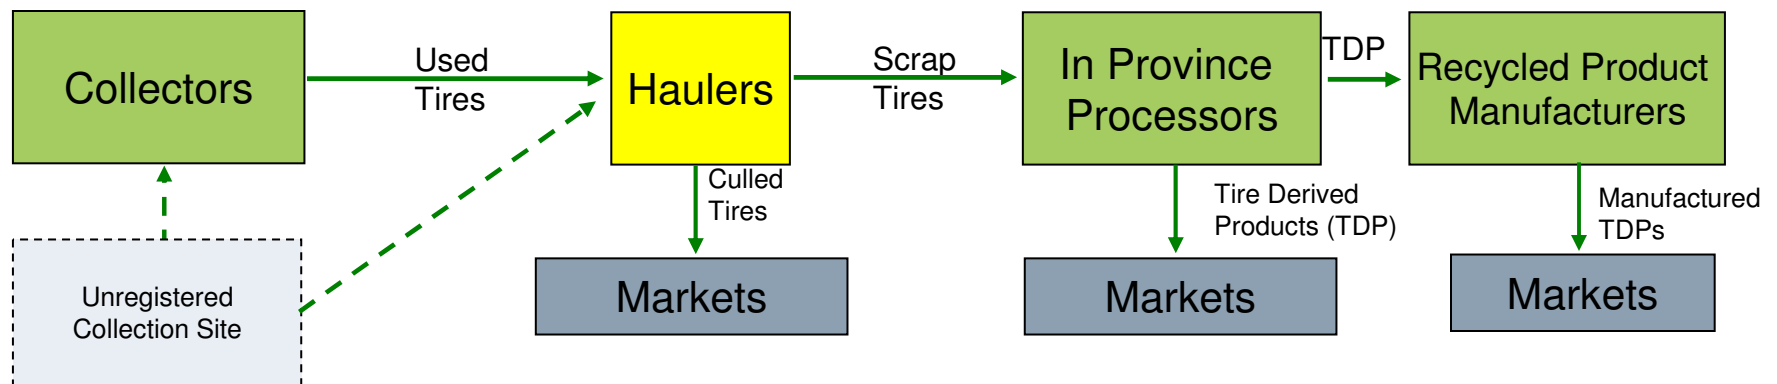 Collectors
Used
Tires
Haulers
Scrap
Tires
In Province
Processors
TDP
Recycled Product
Manufacturers
Culled
Tires
Tire Derived
Products (TDP)
Manufactured
TDPs
Unregistered
Collection Site
Markets
Markets
Markets